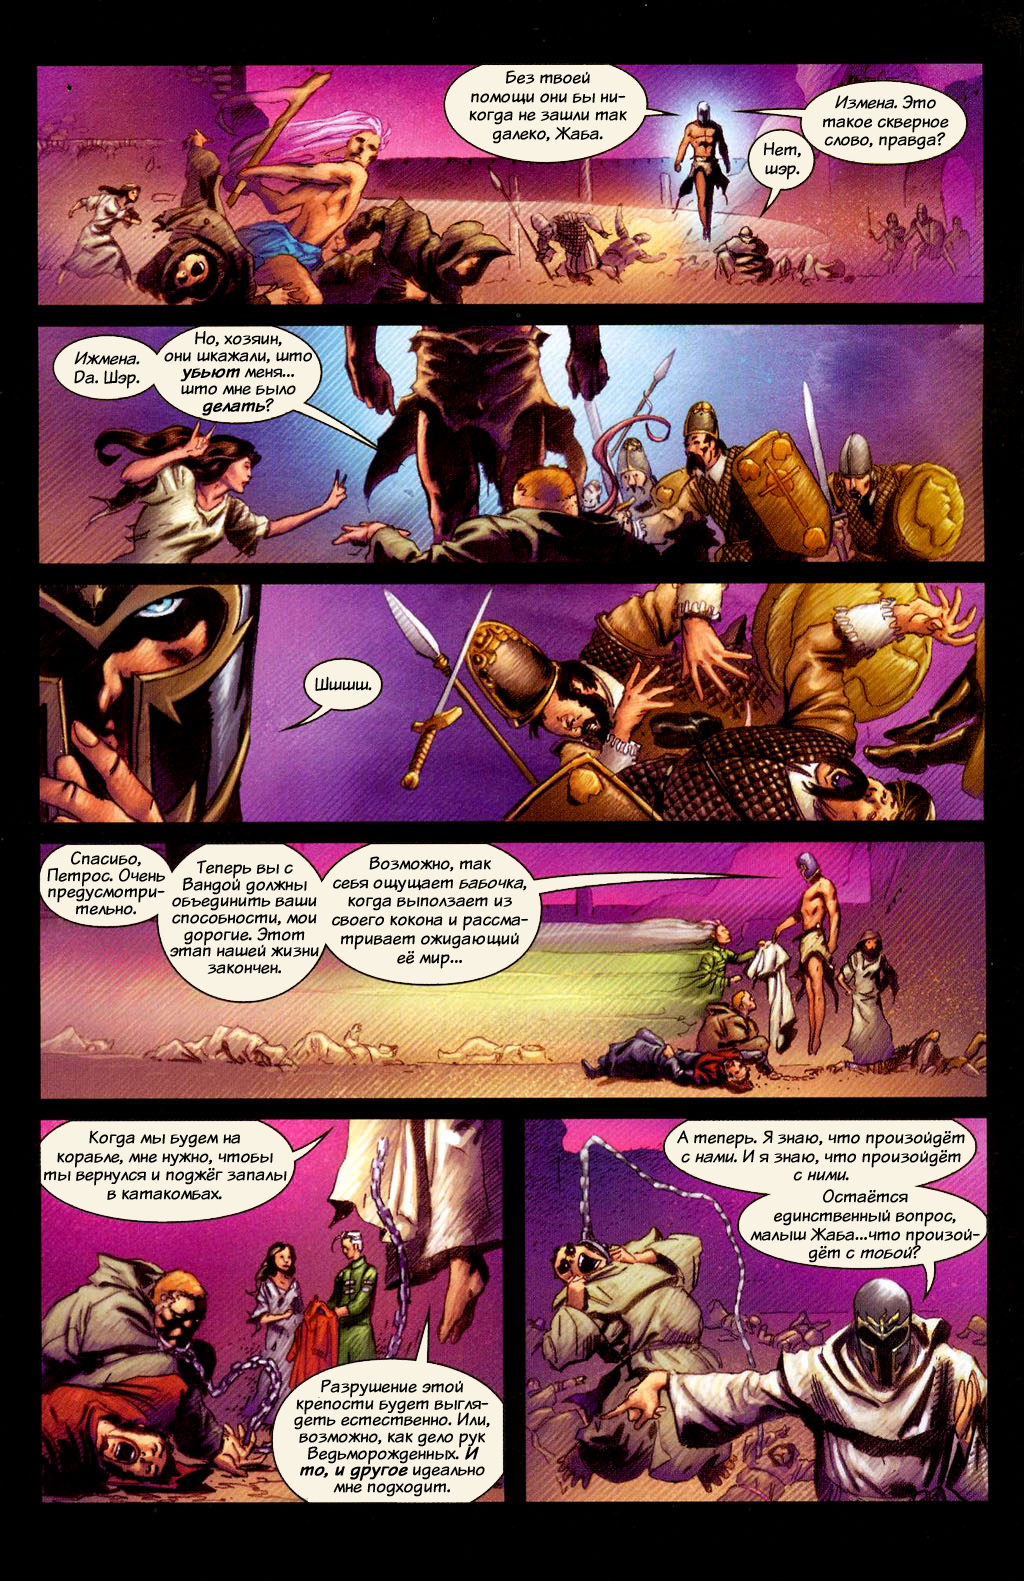 Без твоей
помощи они бы ни-
когда не зашли так
далеко, Жаба.
Измена. Это
такое скверное
слово, правда?
Нет,
шэр.
Ижмена.
Да. Шэр.
Но, хозяин,
они шкажали, што
убьют меня...
што мне было
делать?
Шшшш.
Спасибо,
Петрос. Очень
предусмотри-
тельно.
Теперь вы с
Вандой должны
объединить ваши
способности, мои
дорогие. Этот
этап нашей жизни
закончен.
Возможно, так
себя ощущает бабочка,
когда выползает из
своего кокона и рассма-
тривает ожидающий
её мир...
Когда мы будем на
корабле, мне нужно, чтобы
ты вернулся и поджёг запалы
в катакомбах.
Разрушение этой
крепости будет выгля-
деть естественно. Или,
возможно, как дело рук
Ведьморожденных. И
то, и другое идеально
мне подходит.
А теперь. Я знаю, что произойдёт
с нами. И я знаю, что произойдёт
с ними.
Остаётся
единственный вопрос,
малыш Жаба...что произой-
дёт с тобой?